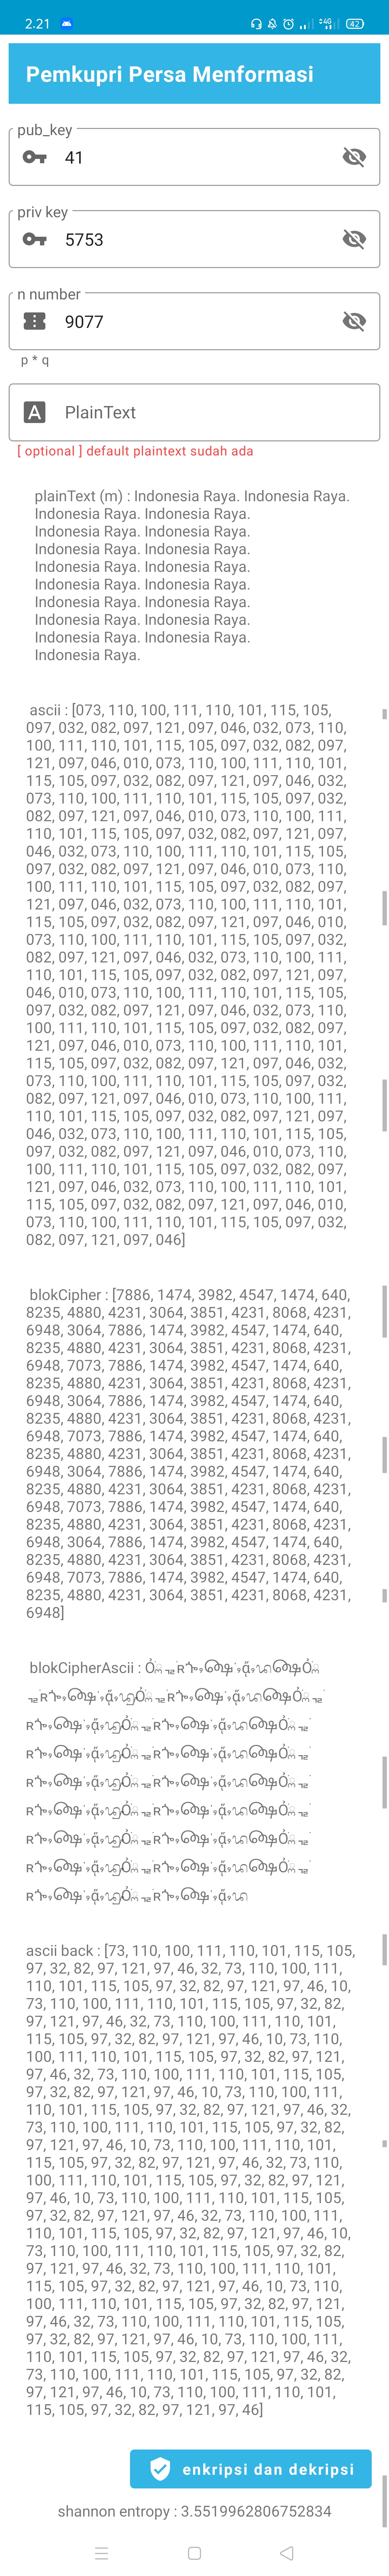 2.21
4G
42
Pemkupri Persa Menformasi
pub_key
41
priv key
5753
n number
9077
p * q
A PlainText
[ optional ] default plaintext sudah ada
plainText (m) : Indonesia Raya. Indonesia Raya.
Indonesia Raya. Indonesia Raya.
Indonesia Raya. Indonesia Raya.
Indonesia Raya. Indonesia Raya.
Indonesia Raya. Indonesia Raya.
Indonesia Raya. Indonesia Raya.
Indonesia Raya. Indonesia Raya.
Indonesia Raya. Indonesia Raya.
Indonesia Raya. Indonesia Raya.
Indonesia Raya.
ascii : [073, 110, 100, 111, 110, 101, 115, 105,
097, 032, 082, 097, 121, 097, 046, 032, 073, 110,
100, 111, 110, 101, 115, 105, 097, 032, 082, 097,
121, 097, 046, 010, 073, 110, 100, 111, 110, 101,
115, 105, 097, 032, 082, 097, 121, 097, 046, 032,
073, 110, 100, 111, 110, 101, 115, 105, 097, 032,
082, 097, 121, 097, 046, 010, 073, 110, 100, 111,
110, 101, 115, 105, 097, 032, 082, 097, 121, 097,
046, 032, 073, 110, 100, 111, 110, 101, 115, 105,
097, 032, 082, 097, 121, 097, 046, 010, 073, 110,
100, 111, 110, 101, 115, 105, 097, 032, 082, 097,
121, 097, 046, 032, 073, 110, 100, 111, 110, 101,
115, 105, 097, 032, 082, 097, 121, 097, 046, 010,
073, 110, 100, 111, 110, 101, 115, 105, 097, 032,
082, 097, 121, 097, 046, 032, 073, 110, 100, 111,
110, 101, 115, 105, 097, 032, 082, 097, 121, 097,
046, 010, 073, 110, 100, 111, 110, 101, 115, 105,
097, 032, 082, 097, 121, 097, 046, 032, 073, 110,
100, 111, 110, 101, 115, 105, 097, 032, 082, 097,
121, 097, 046, 010, 073, 110, 100, 111, 110, 101,
115, 105, 097, 032, 082, 097, 121, 097, 046, 032,
073, 110, 100, 111, 110, 101, 115, 105, 097, 032,
082, 097, 121, 097, 046, 010, 073, 110, 100, 111,
110, 101, 115, 105, 097, 032, 082, 097, 121, 097,
046, 032, 073, 110, 100, 111, 110, 101, 115, 105,
097, 032, 082, 097, 121, 097, 046, 010, 073, 110,
100, 111, 110, 101, 115, 105, 097, 032, 082, 097,
121, 097, 046, 032, 073, 110, 100, 111, 110, 101,
115, 105, 097, 032, 082, 097, 121, 097, 046, 010,
073, 110, 100, 111, 110, 101, 115, 105, 097, 032,
082, 097, 121, 097, 046]
blokCipher : [7886, 1474, 3982, 4547, 1474, 640,
8235, 4880, 4231, 3064, 3851, 4231, 8068, 4231,
6948, 3064, 7886, 1474, 3982, 4547, 1474, 640,
8235, 4880, 4231, 3064, 3851, 4231, 8068, 4231,
6948, 7073, 7886, 1474, 3982, 4547, 1474, 640,
8235, 4880, 4231, 3064, 3851, 4231, 8068, 4231,
6948, 3064, 7886, 1474, 3982, 4547, 1474, 640,
8235, 4880, 4231, 3064, 3851, 4231, 8068, 4231,
6948, 7073, 7886, 1474, 3982, 4547, 1474, 640,
8235, 4880, 4231, 3064, 3851, 4231, 8068, 4231,
6948, 3064, 7886, 1474, 3982, 4547, 1474, 640,
8235, 4880, 4231, 3064, 3851, 4231, 8068, 4231,
6948, 7073, 7886, 1474, 3982, 4547, 1474, 640,
8235, 4880, 4231, 3064, 3851, 4231, 8068, 4231,
6948, 3064, 7886, 1474, 3982, 4547, 1474, 640,
8235, 4880, 4231, 3064, 3851, 4231, 8068, 4231,
6948, 7073, 7886, 1474, 3982, 4547, 1474, 640,
8235, 4880, 4231, 3064, 3851, 4231, 8068, 4231,
6948]
blokCipherAscii :
ascii back : [73, 110, 100, 111, 110, 101, 115, 105,
97, 32, 82, 97, 121, 97, 46, 32, 73, 110, 100, 111,
110, 101, 115, 105, 97, 32, 82, 97, 121, 97, 46, 10,
73, 110, 100, 111, 110, 101, 115, 105, 97, 32, 82,
97, 121, 97, 46, 32, 73, 110, 100, 111, 110, 101,
115, 105, 97, 32, 82, 97, 121, 97, 46, 10, 73, 110,
100, 111, 110, 101, 115, 105, 97, 32, 82, 97, 121,
97, 46, 32, 73, 110, 100, 111, 110, 101, 115, 105,
97, 32, 82, 97, 121, 97, 46, 10, 73, 110, 100, 111,
110, 101, 115, 105, 97, 32, 82, 97, 121, 97, 46, 32,
73, 110, 100, 111, 110, 101, 115, 105, 97, 32, 82,
97, 121, 97, 46, 10, 73, 110, 100, 111, 110, 101,
115, 105, 97, 32, 82, 97, 121, 97, 46, 32, 73, 110,
100, 111, 110, 101, 115, 105, 97, 32, 82, 97, 121,
97, 46, 10, 73, 110, 100, 111, 110, 101, 115, 105,
97, 32, 82, 97, 121, 97, 46, 32, 73, 110, 100, 111,
110, 101, 115, 105, 97, 32, 82, 97, 121, 97, 46, 10,
73, 110, 100, 111, 110, 101, 115, 105, 97, 32, 82,
97, 121, 97, 46, 32, 73, 110, 100, 111, 110, 101,
115, 105, 97, 32, 82, 97, 121, 97, 46, 10, 73, 110,
100, 111, 110, 101, 115, 105, 97, 32, 82, 97, 121,
97, 46, 32, 73, 110, 100, 111, 110, 101, 115, 105,
97, 32, 82, 97, 121, 97, 46, 10, 73, 110, 100, 111,
110, 101, 115, 105, 97, 32, 82, 97, 121, 97, 46, 32,
73, 110, 100, 111, 110, 101, 115, 105, 97, 32, 82,
97, 121, 97, 46, 10, 73, 110, 100, 111, 110, 101,
115, 105, 97, 32, 82, 97, 121, 97, 46]
enkripsi dan dekripsi
shannon entropy : 3.5519962806752834